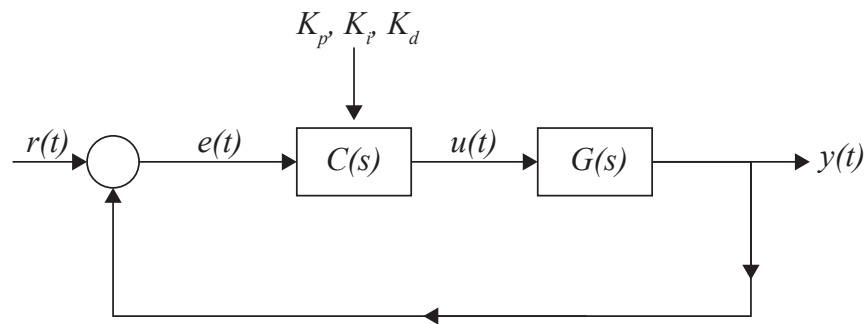 K_p, K_i, K_d
r(t)
e(t)
C(s)
u(t)
G(s)
y(t)